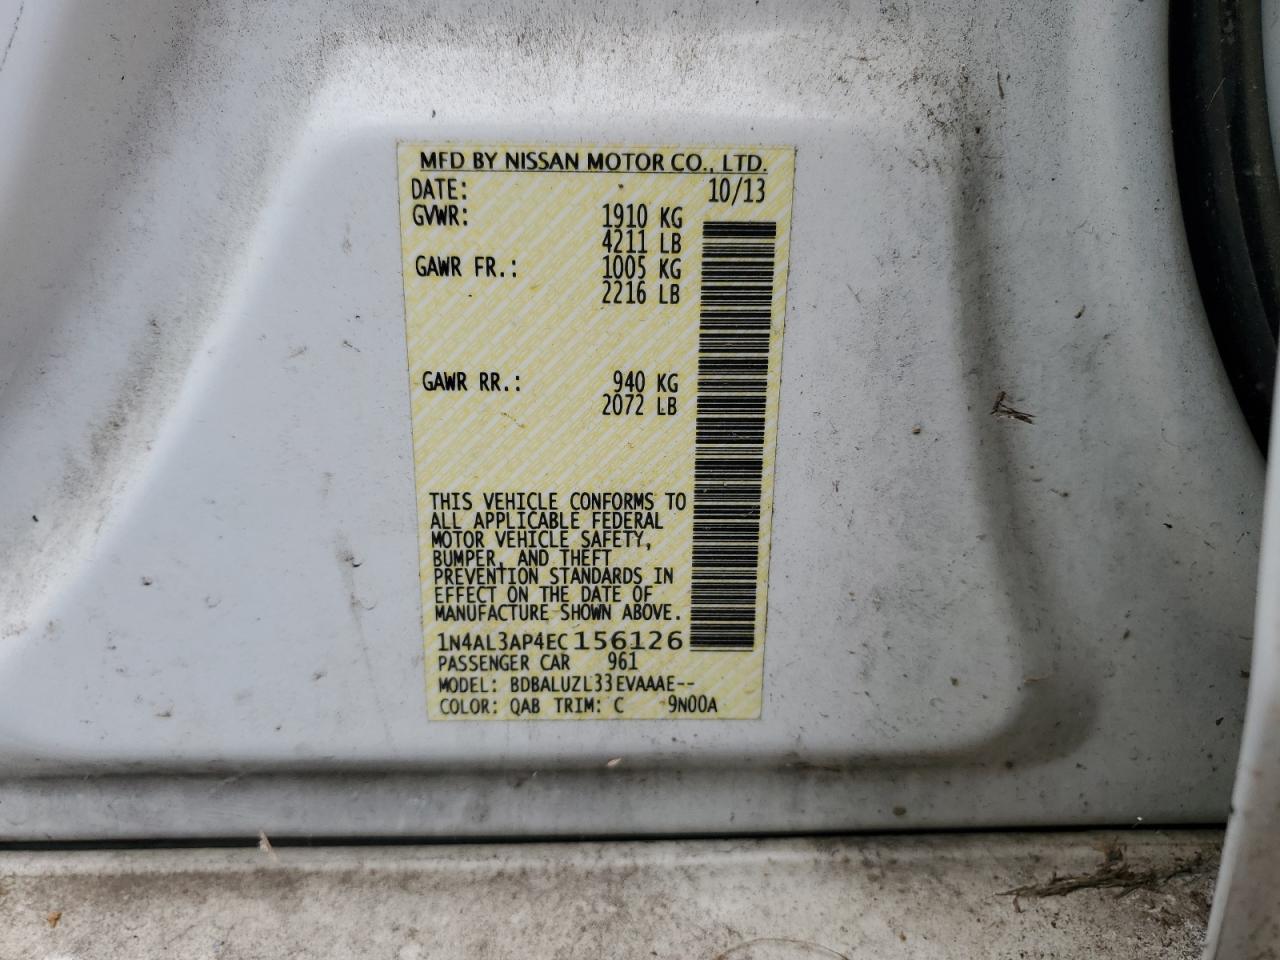 MFD BY NISSAN MOTOR CO., LTD.
DATE: 10/13
GVWR: 1910 KG
4211 LB
GAWR FR.: 1005 KG
2216 LB
GAWR RR.: 940 KG
2072 LB
THIS VEHICLE CONFORMS TO
ALL APPLICABLE FEDERAL
MOTOR VEHICLE SAFETY,
BUMPER, AND THEFT
PREVENTION STANDARDS IN
EFFECT ON THE DATE OF
MANUFACTURE SHOWN ABOVE.
1N4AL3AP4EC156126
PASSENGER CAR 961
MODEL: BDBALUZL33EVAAAE--
COLOR: QAB TRIM: C 9N00A